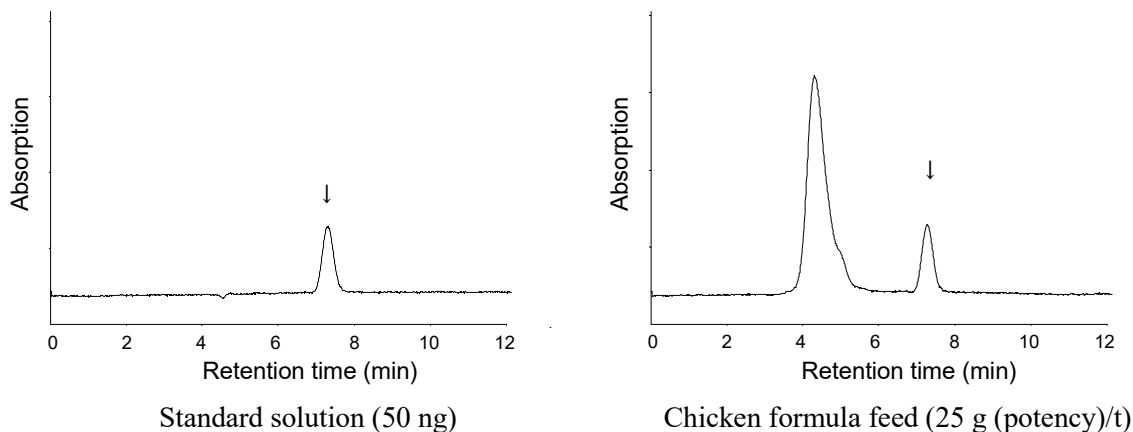 Absorption
↓
0 2 4 6 8 10 12
Retention time (min)
Standard solution (50 ng)
Absorption
↓
0 2 4 6 8 10 12
Retention time (min)
Chicken formula feed (25 g (potency)/t)